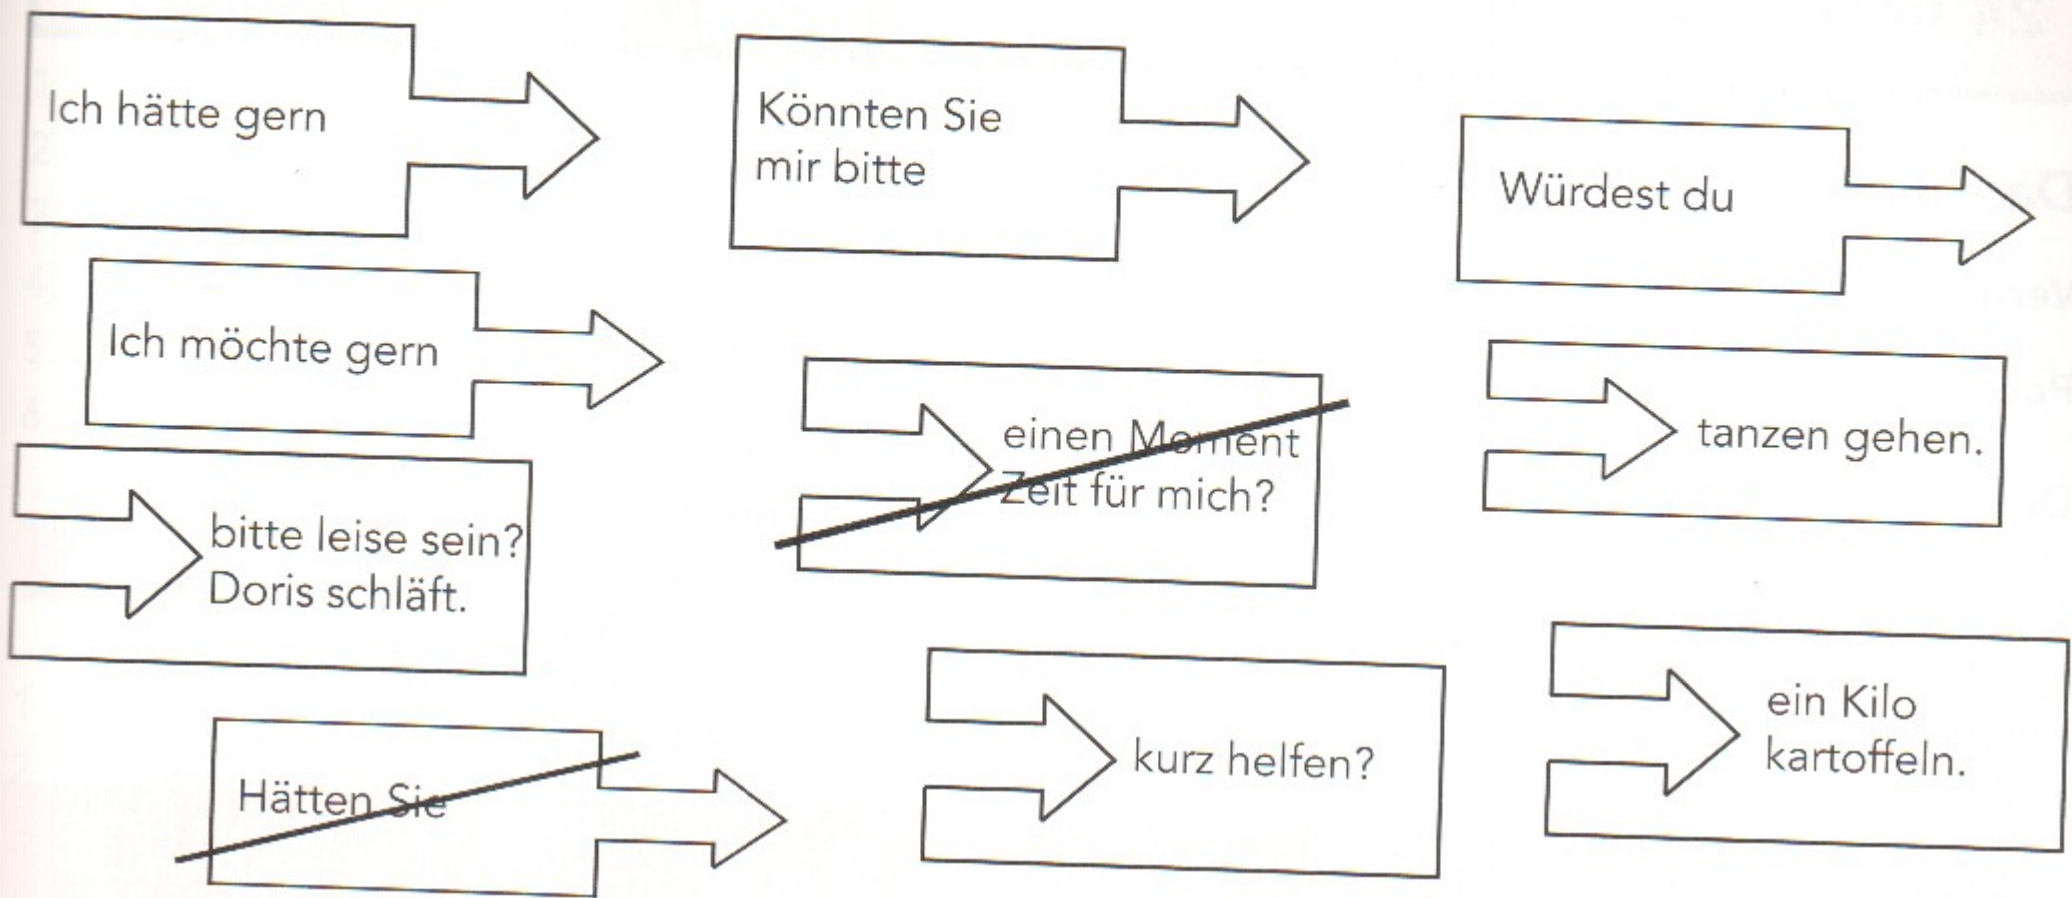 Ich hätte gern
Könnten Sie
mir bitte
Würdest du
Ich möchte gern
einen Moment
Zeit für mich?
tanzen gehen.
bitte leise sein?
Doris schläft.
Hätten Sie
kurz helfen?
ein Kilo
kartoffeln.